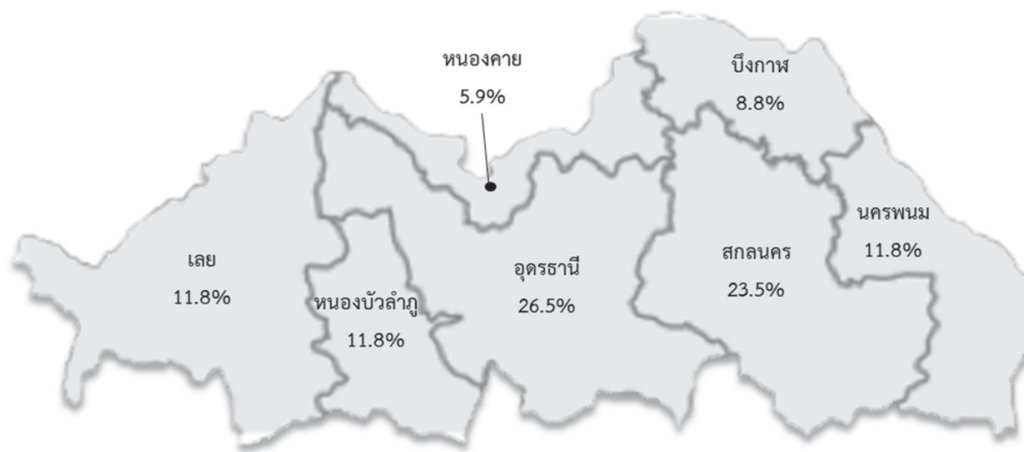 หนองคาย
5.9%
บึงกาฬ
8.8%
นครพนม
11.8%
เลย
11.8%
หนองบัวลำภู
11.8%
อุดรธานี
26.5%
สกลนคร
23.5%